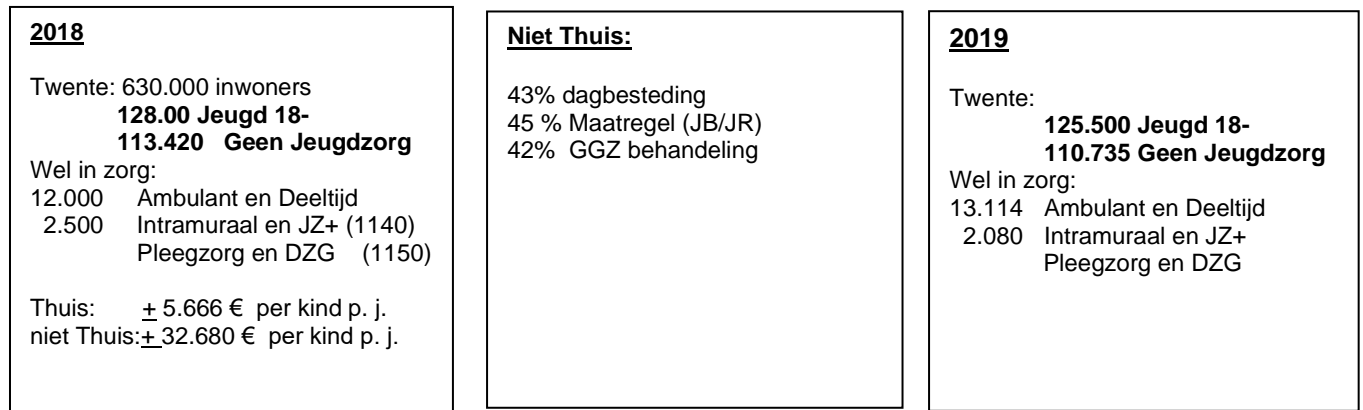 2018
Twente: 630.000 inwoners
128.00 Jeugd 18-
113.420 Geen Jeugdzorg
Wel in zorg:
12.000 Ambulant en Deeltijd
2.500 Intramuraal en JZ+ (1140)
Pleegzorg en DZG (1150)
Thuis: + 5.666 € per kind p. j.
niet Thuis:+ 32.680 € per kind p. j.
Niet Thuis:
43% dagbesteding
45 % Maatregel (JB/JR)
42% GGZ behandeling
2019
Twente:
125.500 Jeugd 18-
110.735 Geen Jeugdzorg
Wel in zorg:
13.114 Ambulant en Deeltijd
2.080 Intramuraal en JZ+
Pleegzorg en DZG